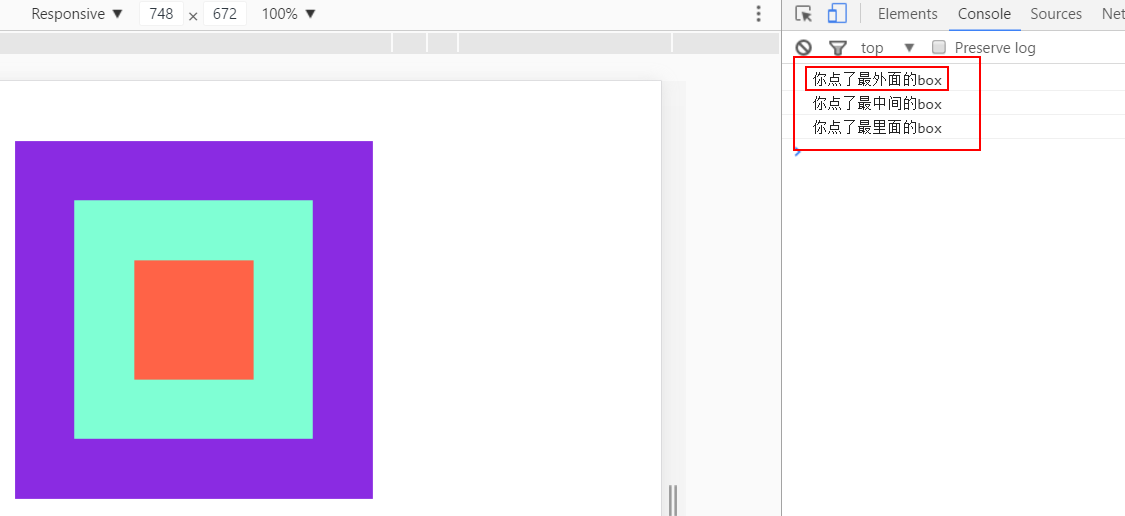 Responsive ▼ 748 × 672 100% ▼
Elements Console Sources Net
top ▼ Preserve log
你点了最外面的box
你点了最中间的box
你点了最里面的box